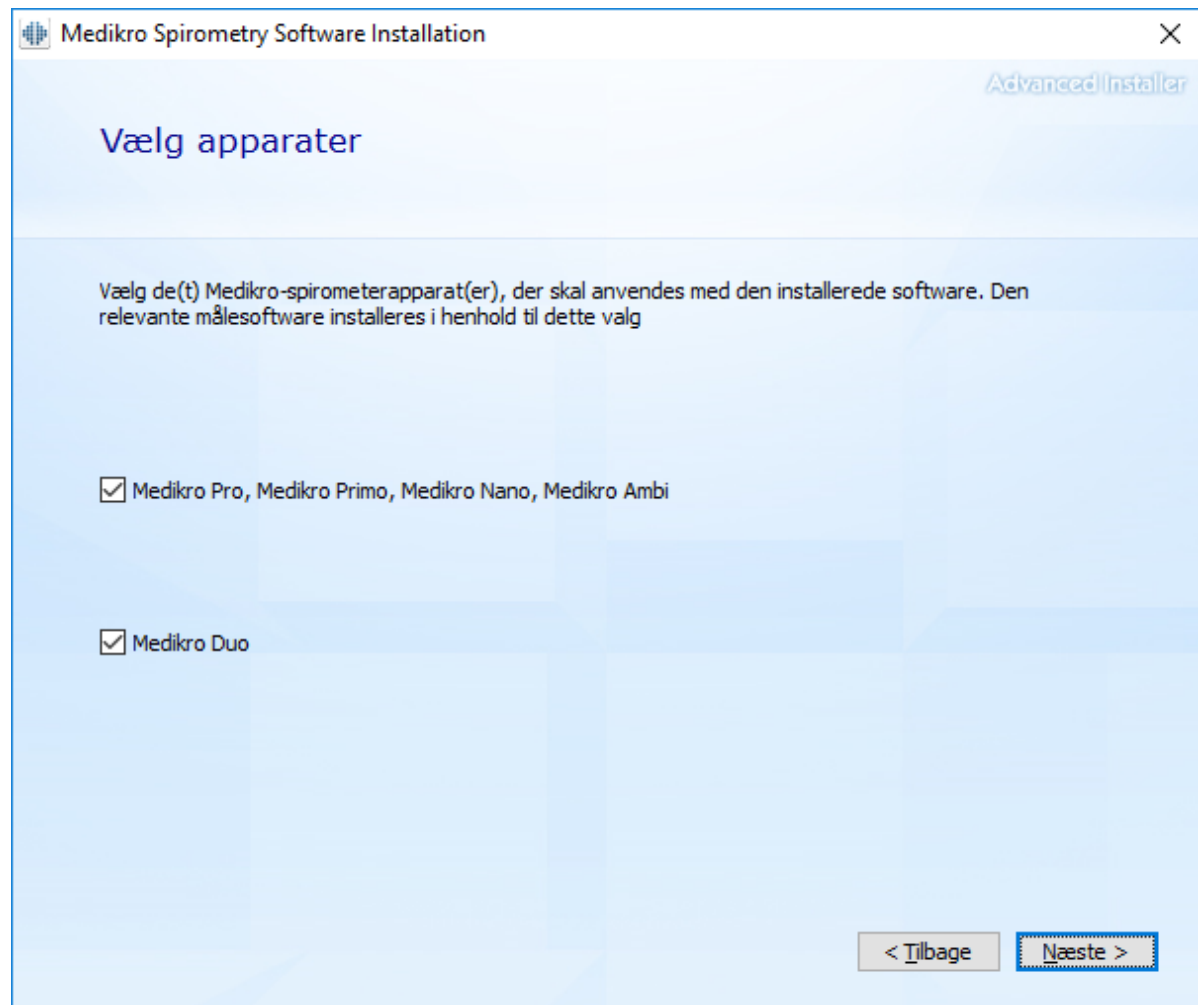 Medikro Spirometry Software Installation
Advanced Installer
Vælg apparater
Vælg de(t) Medikro-spirometerapparat(er), der skal anvendes med den installerede software. Den
relevante målesoftware installeres i henhold til dette valg
Medikro Pro, Medikro Primo, Medikro Nano, Medikro Ambi
Medikro Duo
< Tilbage
Næste >